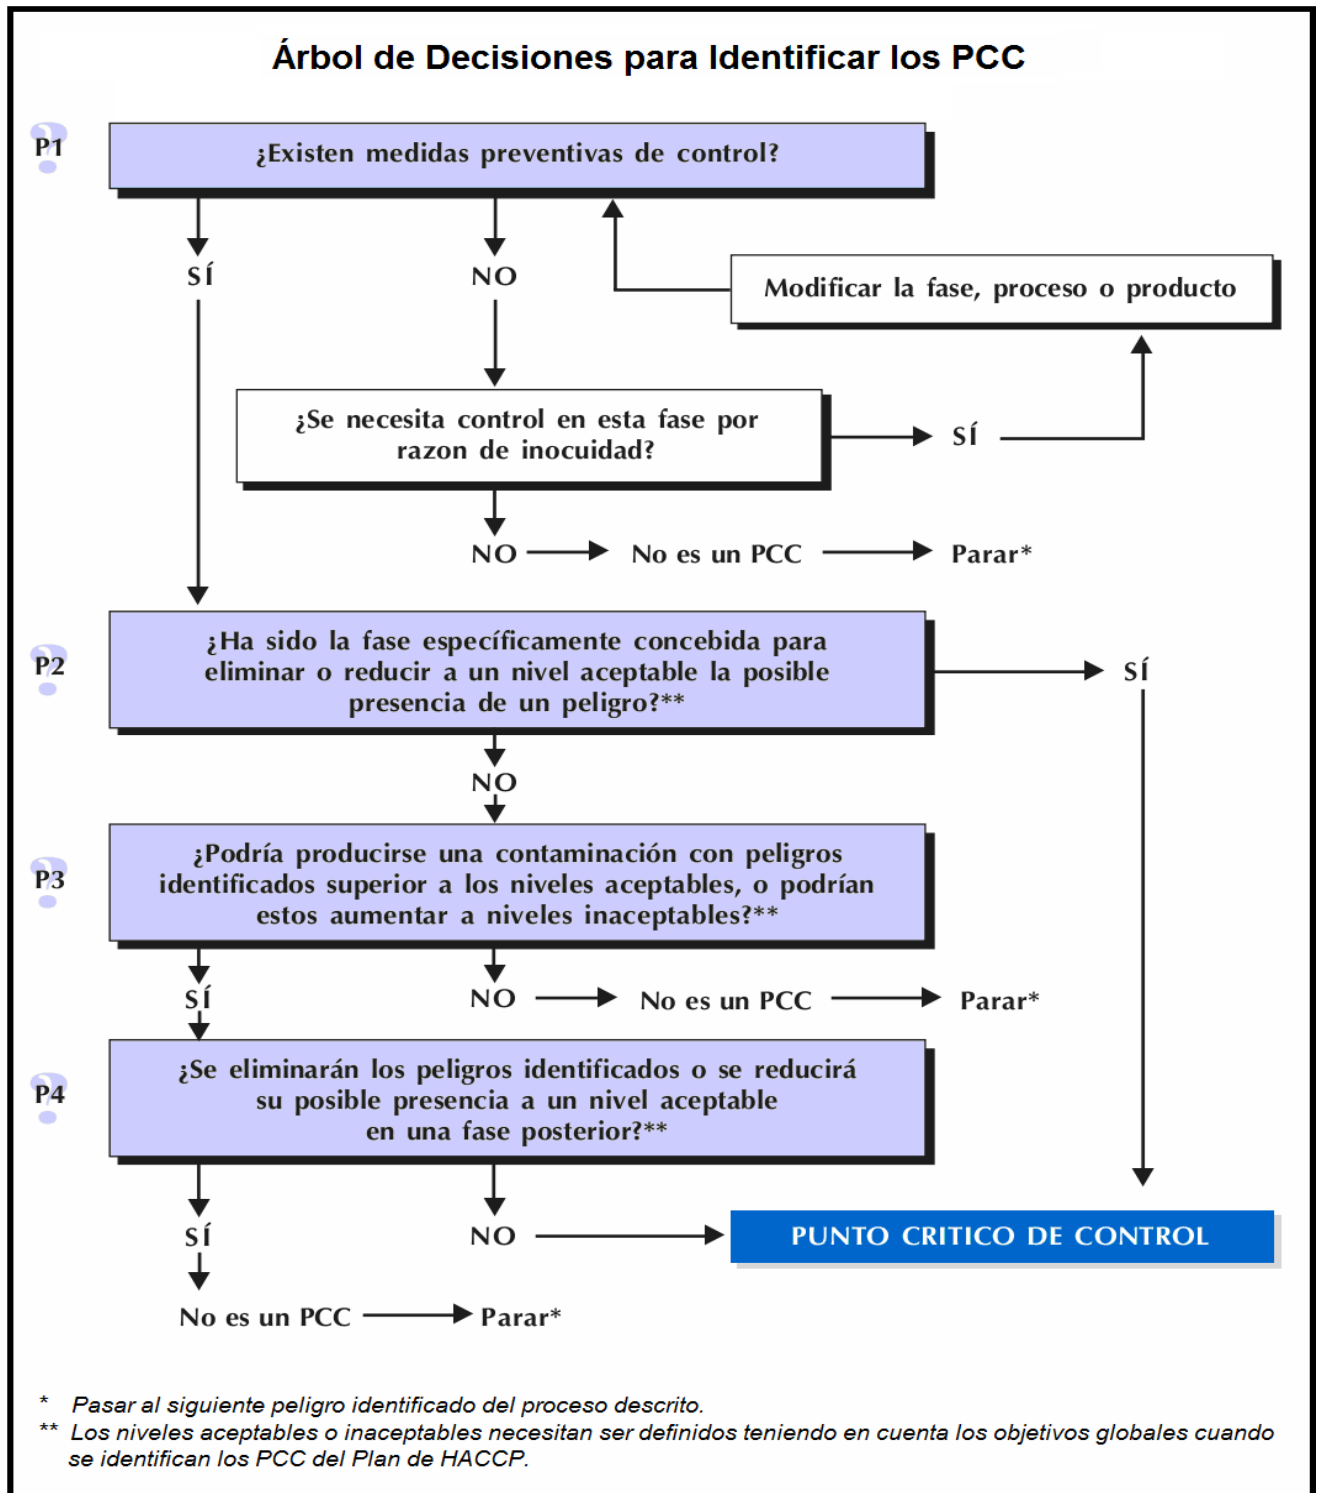 Árbol de Decisiones para Identificar los PCC
P1
¿Existen medidas preventivas de control?
SÍ
NO
Modificar la fase, proceso o producto
¿Se necesita control en esta fase por
razon de inocuidad?
SÍ
NO
No es un PCC
Parar*
P2
¿Ha sido la fase específicamente concebida para
eliminar o reducir a un nivel aceptable la posible
presencia de un peligro?**
SÍ
NO
P3
¿Podría producirse una contaminación con peligros
identificados superior a los niveles aceptables, o podrían
estos aumentar a niveles inaceptables?**
SÍ
NO
No es un PCC
Parar*
P4
¿Se eliminarán los peligros identificados o se reducirá
su posible presencia a un nivel aceptable
en una fase posterior?**
SÍ
NO
PUNTO CRITICO DE CONTROL
No es un PCC
Parar*
* Pasar al siguiente peligro identificado del proceso descrito.
** Los niveles aceptables o inaceptables necesitan ser definidos teniendo en cuenta los objetivos globales cuando
se identifican los PCC del Plan de HACCP.